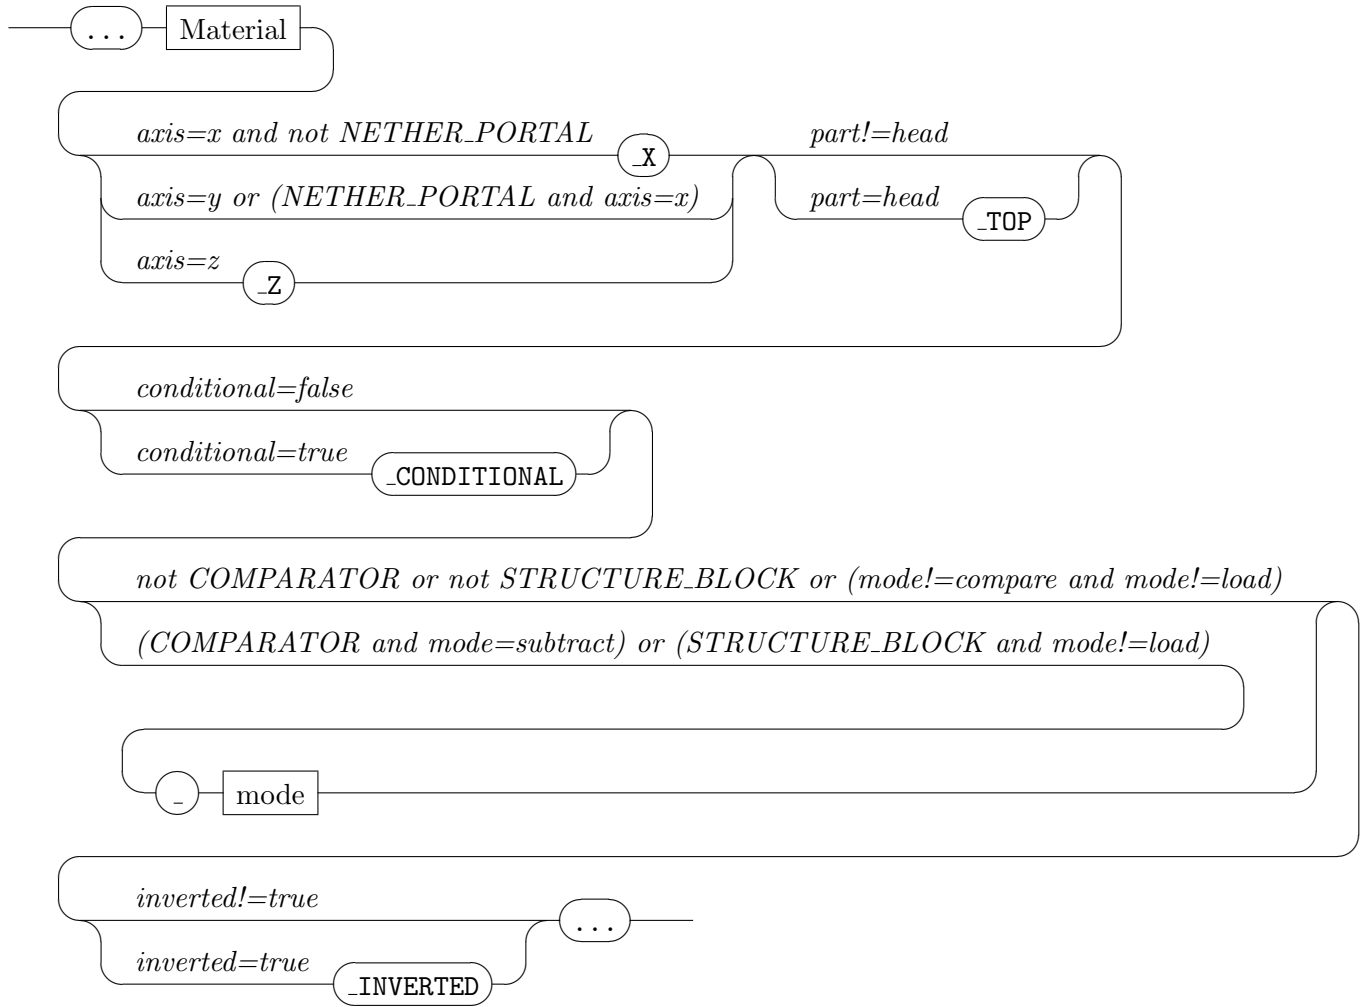 ... Material
axis=x and not NETHER_PORTAL _X part!=head
axis=y or (NETHER_PORTAL and axis=x) part=head _TOP
axis=z _Z
conditional=false
conditional=true _CONDITIONAL
not COMPARATOR or not STRUCTURE_BLOCK or (mode!=compare and mode!=load)
(COMPARATOR and mode=subtract) or (STRUCTURE_BLOCK and mode!=load)
_ mode
inverted!=true ...
inverted=true _INVERTED